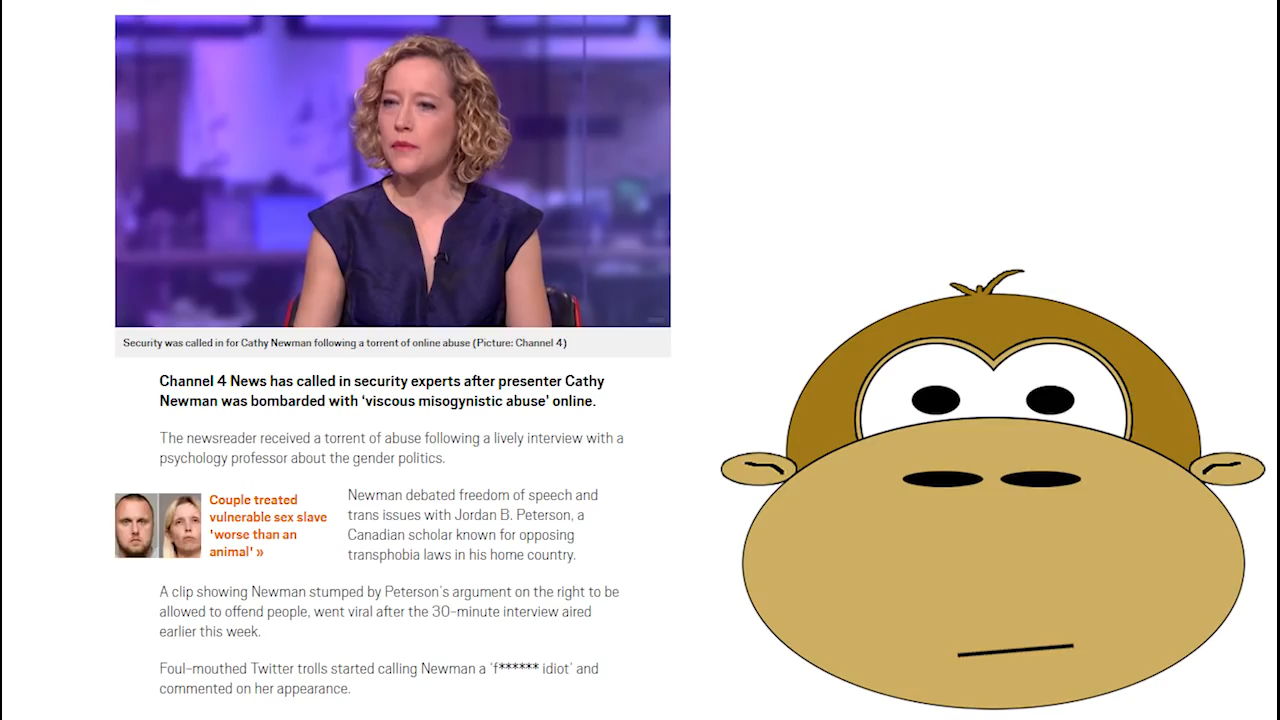 Security was called in for Cathy Newman following a torrent of online abuse (Picture: Channel 4)
Channel 4 News has called in security experts after presenter Cathy
Newman was bombarded with ‘viscous misogynistic abuse’ online.
The newsreader received a torrent of abuse following a lively interview with a
psychology professor about the gender politics.
Couple treated
vulnerable sex slave
'worse than an
animal' »
Newman debated freedom of speech and
trans issues with Jordan B. Peterson, a
Canadian scholar known for opposing
transphobia laws in his home country.
A clip showing Newman stumped by Peterson’s argument on the right to be
allowed to offend people, went viral after the 30-minute interview aired
earlier this week.
Foul-mouthed Twitter trolls started calling Newman a ‘f****** idiot’ and
commented on her appearance.